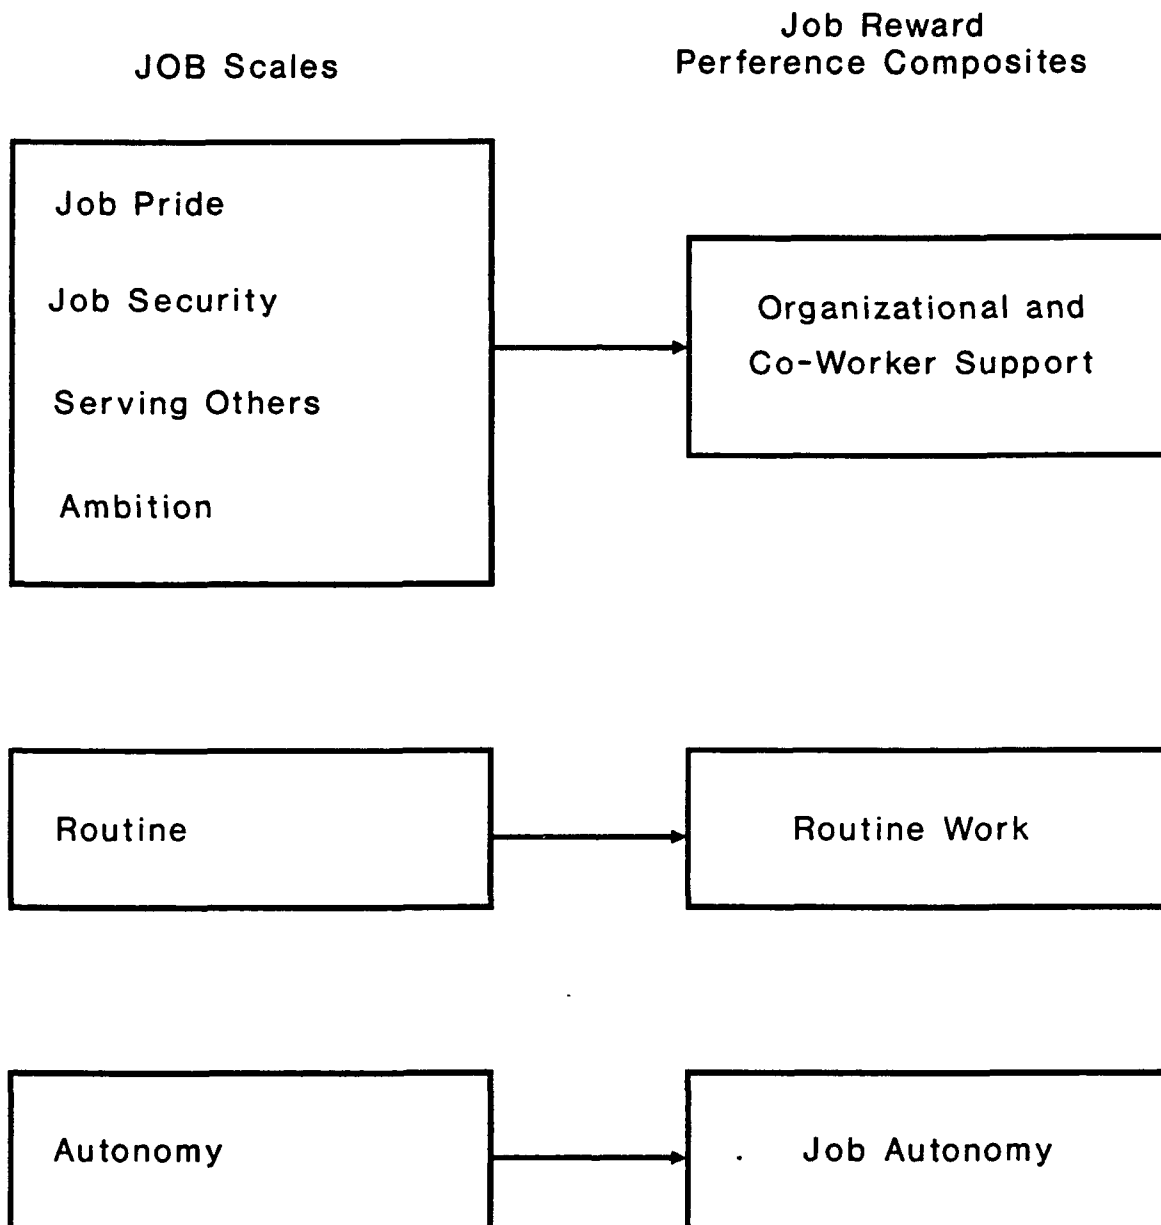 JOB Scales
Job Reward
Perference Composites
Job Pride
Job Security
Serving Others
Ambition
Organizational and
Co-Worker Support
Routine
Routine Work
Autonomy
Job Autonomy